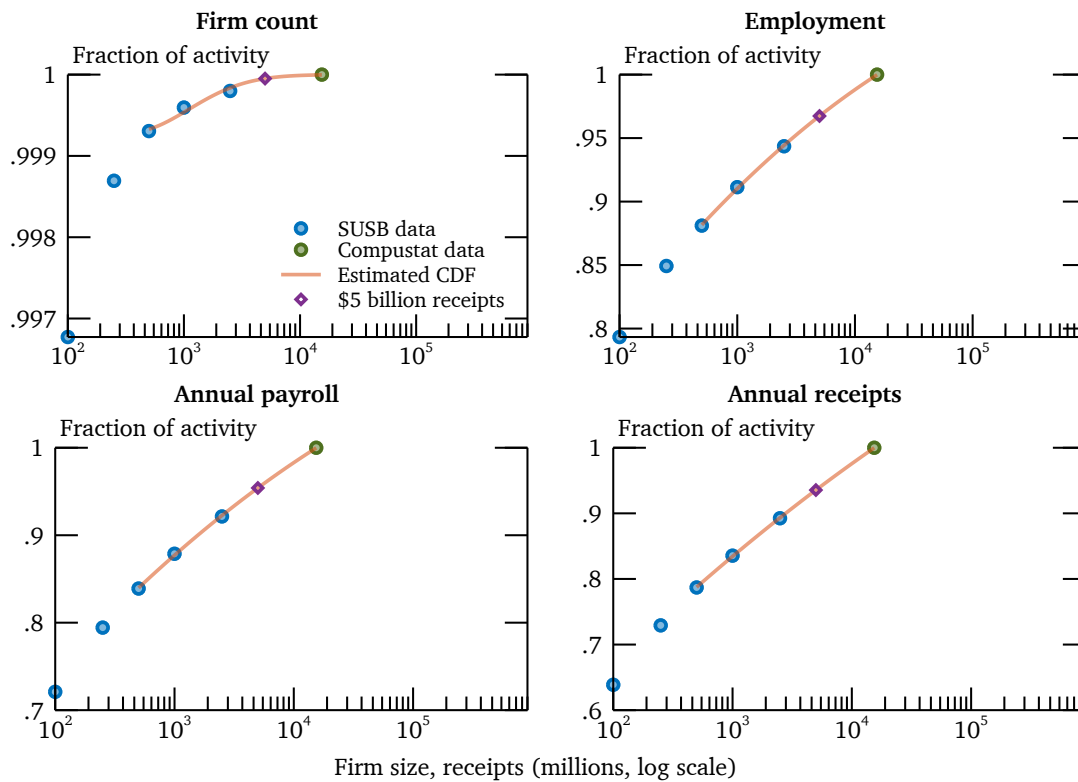 Firm count
Fraction of activity
1
.999
.998
.997
10² 10³ 10⁴ 10⁵
SUSB data
Compustat data
Estimated CDF
$5 billion receipts
Employment
Fraction of activity
1
.95
.9
.85
.8
10² 10³ 10⁴ 10⁵
Annual payroll
Fraction of activity
1
.9
.8
.7
10² 10³ 10⁴ 10⁵
Annual receipts
Fraction of activity
1
.9
.8
.7
.6
10² 10³ 10⁴ 10⁵
Firm size, receipts (millions, log scale)